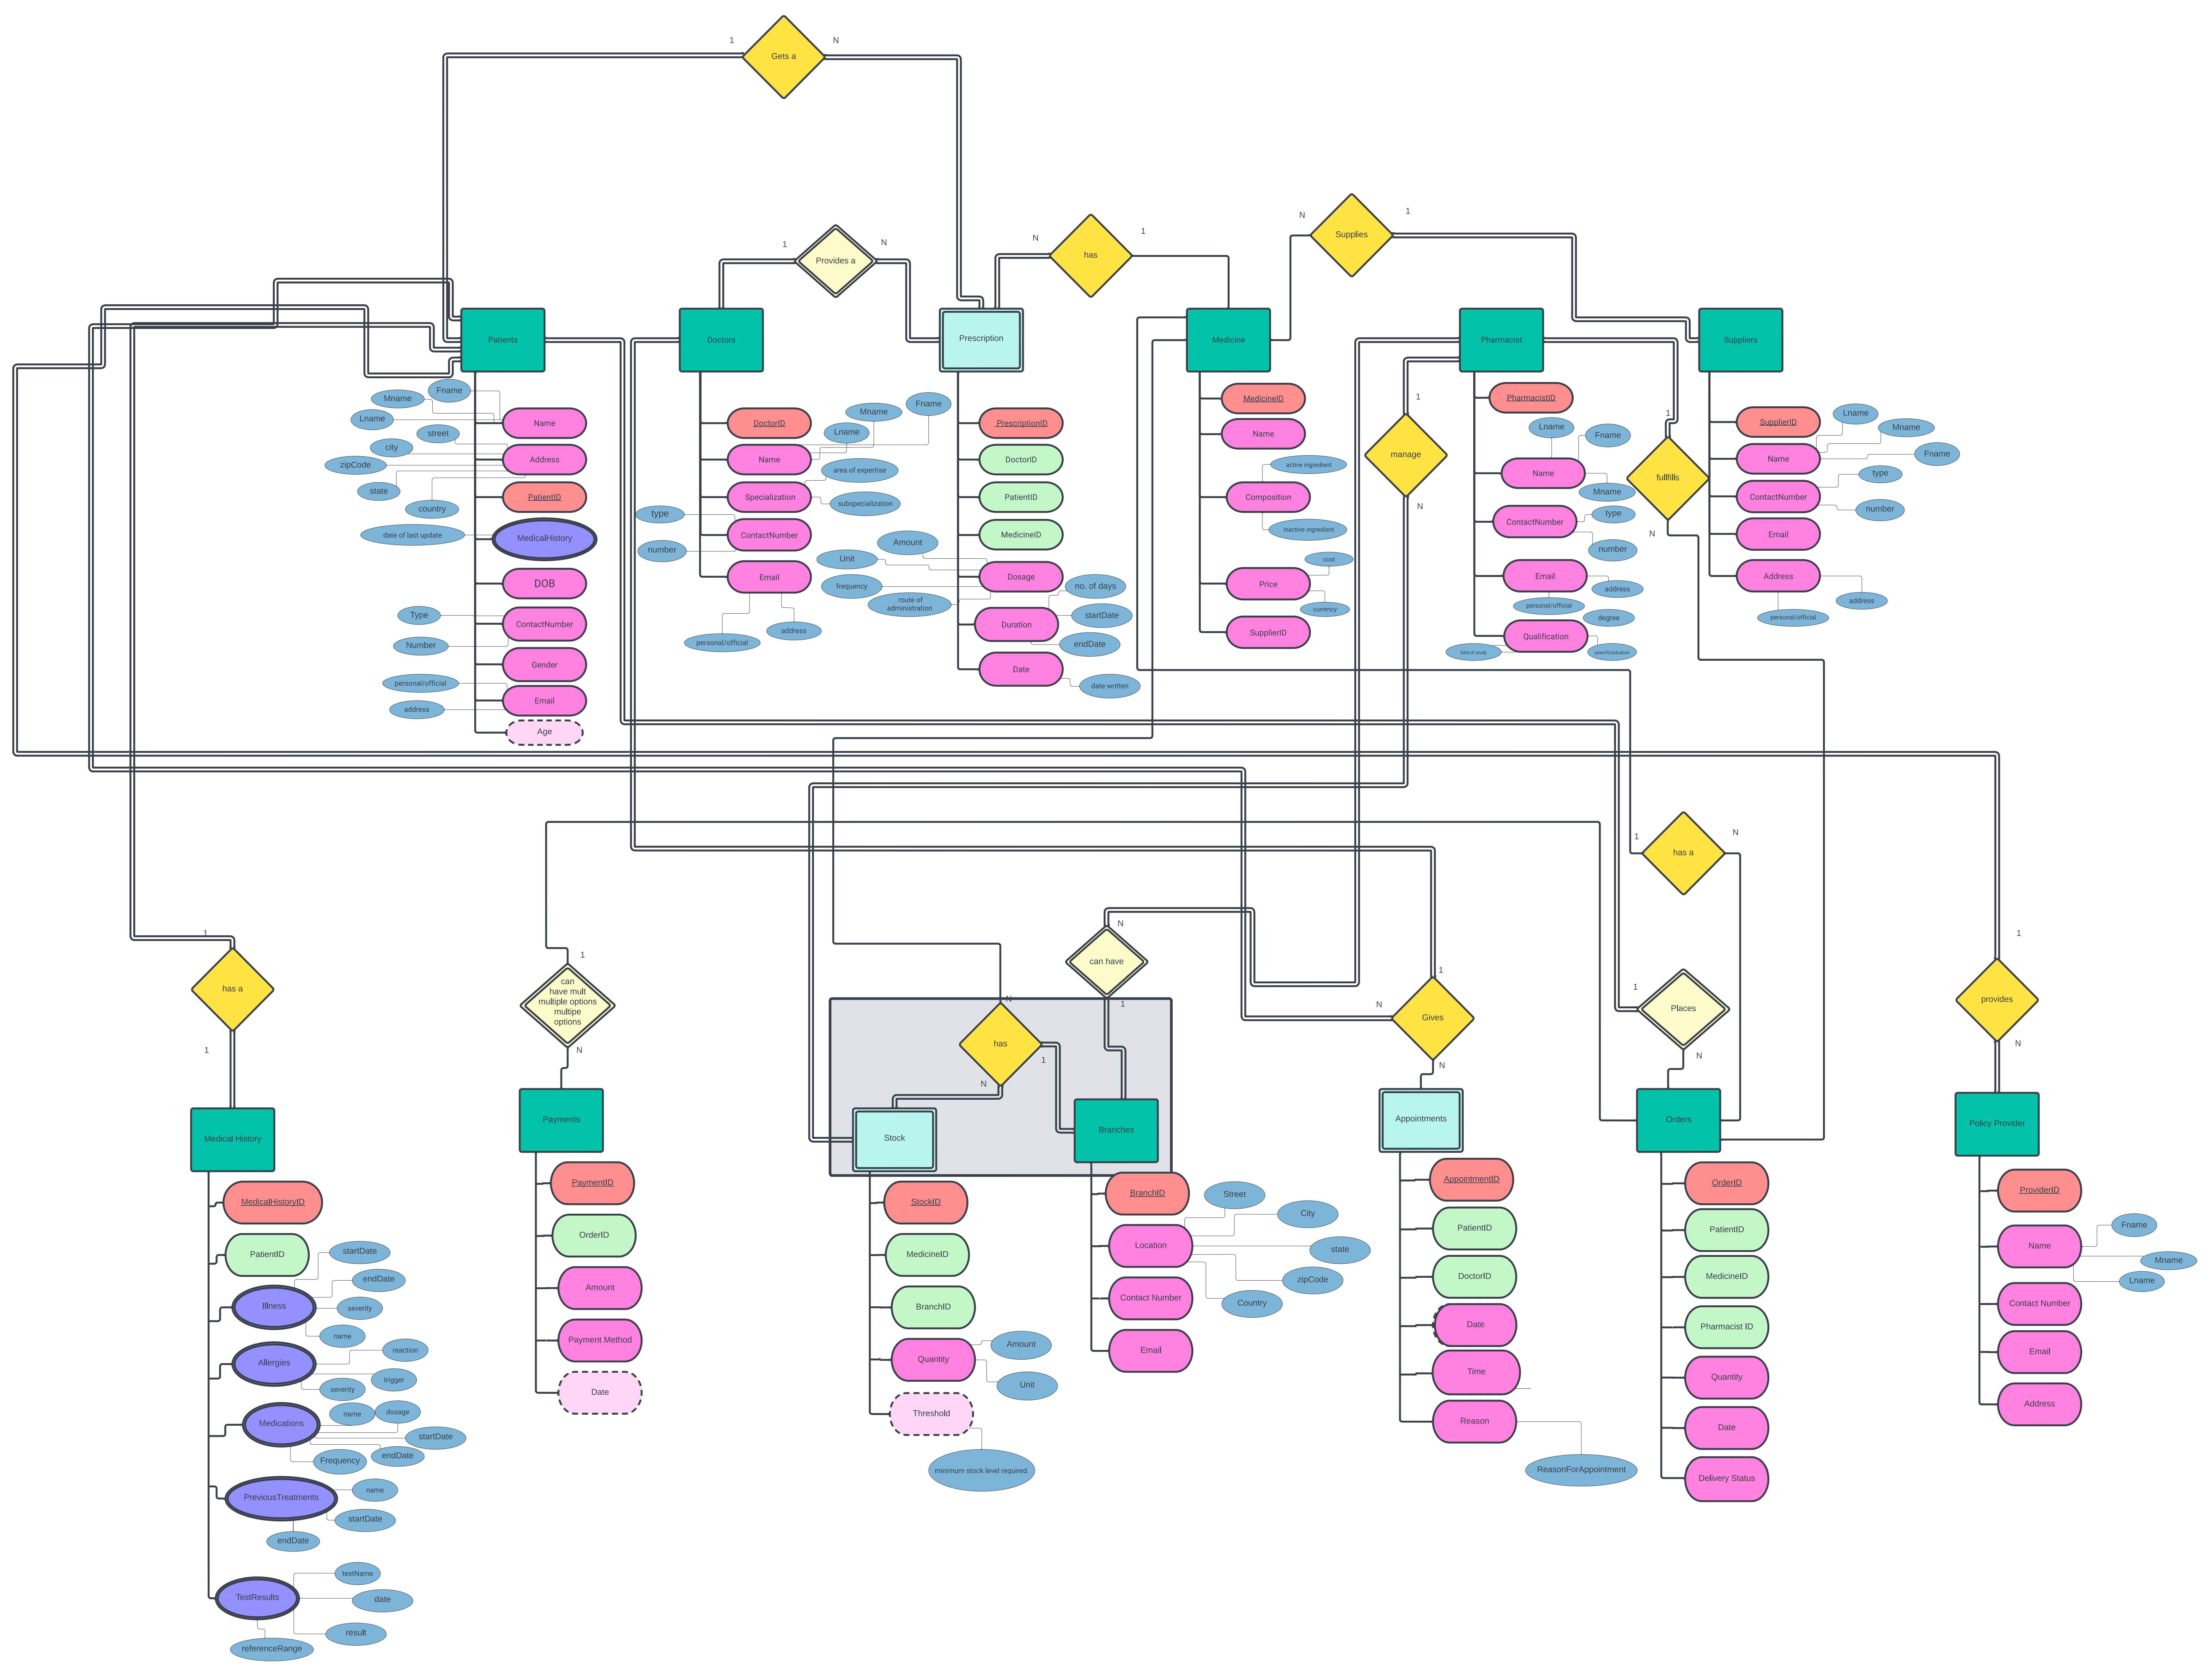 1
N
Gets a
1
N
Provides a
N
1
has
N
1
Supplies
Patients
Doctors
Prescription
Medicine
Pharmacist
Suppliers
Fname
Mname
Lname
Name
street
city
zipCode
Address
state
PatientID
country
date of last update
MedicalHistory
DOB
Type
ContactNumber
Number
Gender
personal/official
Email
address
Age
DoctorID
Mname
Fname
Lname
Name
area of expertise
Specialization
subspecialization
type
ContactNumber
number
Email
personal/official
address
PrescriptionID
DoctorID
PatientID
MedicineID
Amount
Unit
Dosage
frequency
route of
administration
no. of days
startDate
Duration
endDate
Date
date written
MedicineID
Name
active ingredient
Composition
inactive ingredient
cost
Price
currency
SupplierID
1
manage
N
PharmacistID
Lname
Fname
Name
Mname
type
ContactNumber
number
Email
address
personal/official
degree
Qualification
field of study
yearofGraduation
1
fullfills
N
SupplierID
Lname
Mname
Name
Fname
type
ContactNumber
number
Email
Address
address
personal/official
1
N
has a
1
has a
1
1
can
have mult
multiple options
multipe
options
N
N
can have
1
N
has
1
N
1
N
Gives
N
1
Places
N
1
provides
N
Medical History
Payments
Stock
Branches
Appointments
Orders
Policy Provider
MedicalHistoryID
PatientID
startDate
endDate
Illness
severity
name
reaction
Allergies
trigger
severity
name
dosage
Medications
startDate
endDate
Frequency
name
PreviousTreatments
startDate
endDate
testName
TestResults
date
result
referenceRange
PaymentID
OrderID
Amount
Payment Method
Date
StockID
MedicineID
BranchID
Amount
Quantity
Unit
Threshold
minimum stock level required.
BranchID
Street
City
Location
state
zipCode
Contact Number
Country
Email
AppointmentID
PatientID
DoctorID
Date
Time
Reason
ReasonForAppointment
OrderID
PatientID
MedicineID
Pharmacist ID
Quantity
Date
Delivery Status
ProviderID
Fname
Name
Mname
Lname
Contact Number
Email
Address